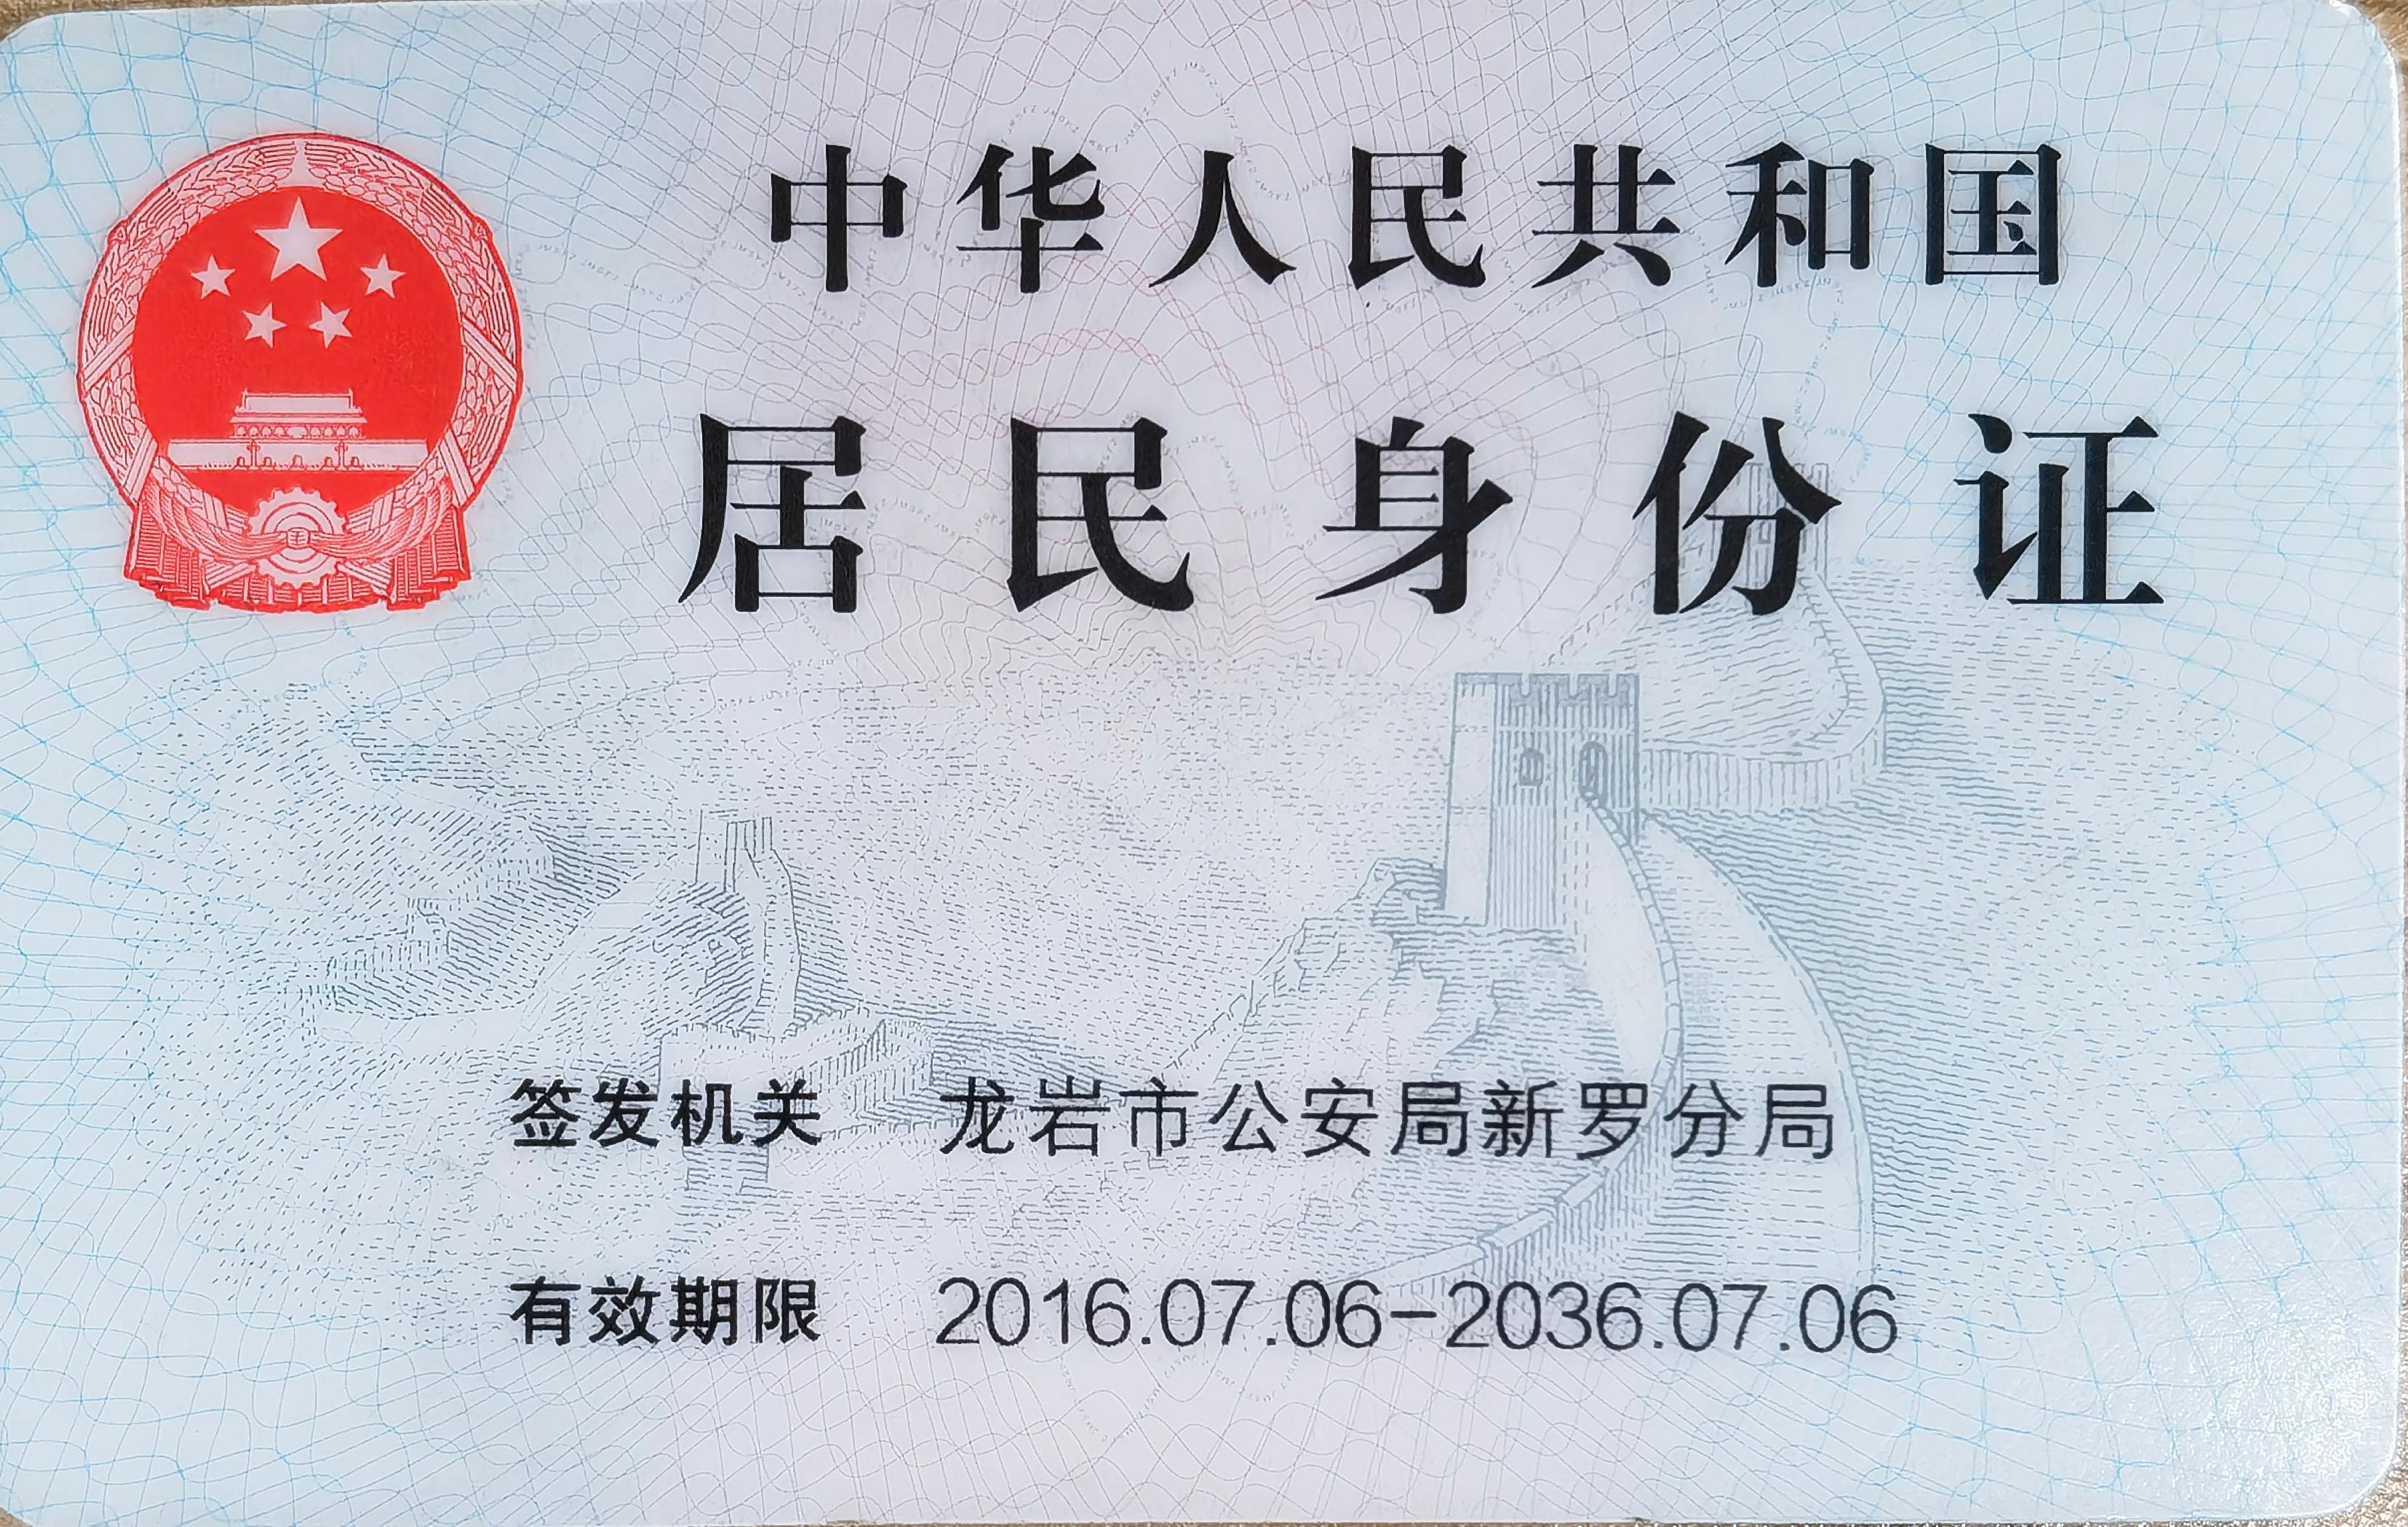 中华人民共和国
居民身份证
签发机关 龙岩市公安局新罗分局
有效期限 2016.07.06-2036.07.06